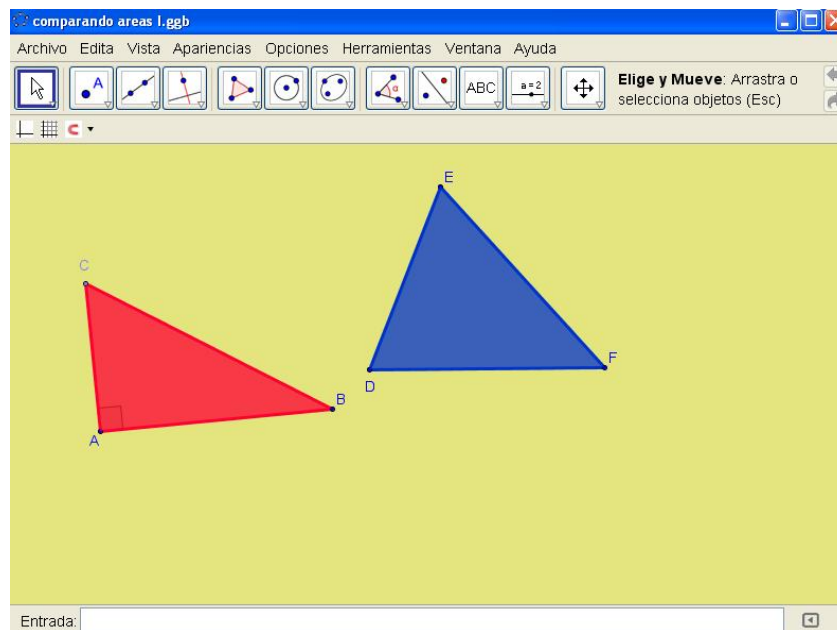 comparando areas I.ggb
Archivo Edita Vista Apariencias Opciones Herramientas Ventana Ayuda
A ABC a=2 α
Elige y Mueve: Arrastra o
selecciona objetos (Esc)
E
C
F
D
B
A
Entrada: